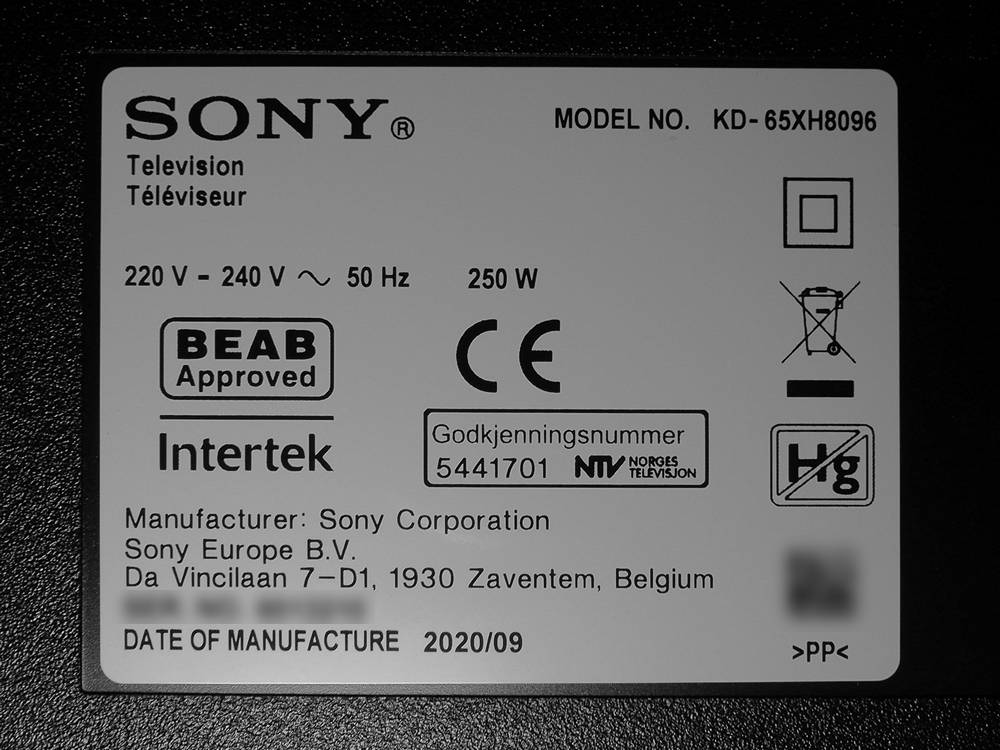 SONY®
MODEL NO. KD-65XH8096
Television
Téléviseur
220 V - 240 V ~ 50 Hz 250 W
BEAB
Approved
CE
Intertek
Godkjenningsnummer
5441701 NTV NORGES
TELEVISJON
Hg
Manufacturer: Sony Corporation
Sony Europe B.V.
Da Vincilaan 7-D1, 1930 Zaventem, Belgium
DATE OF MANUFACTURE 2020/09
>PP<